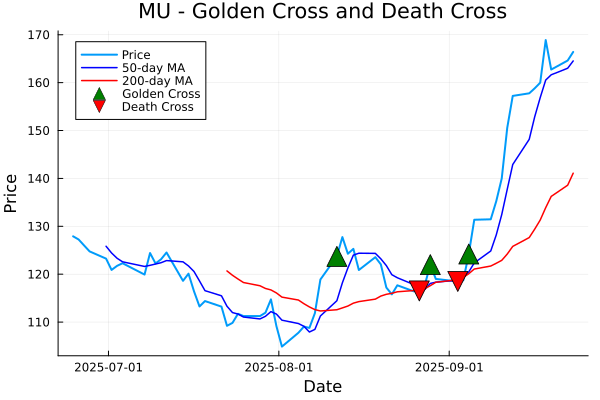 MU - Golden Cross and Death Cross
170
160
150
140
130
120
110
Price
Price
50-day MA
200-day MA
Golden Cross
Death Cross
2025-07-01
2025-08-01
2025-09-01
Date